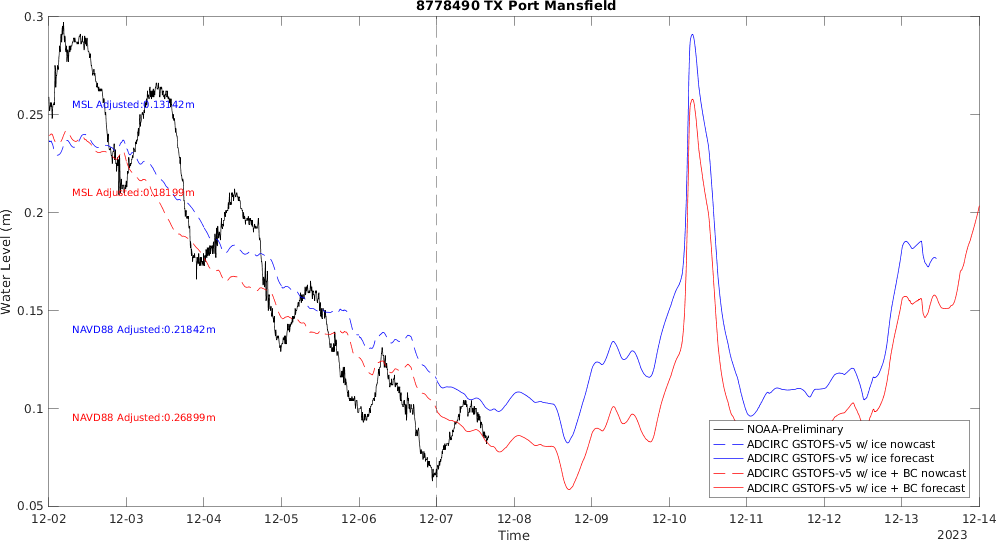 8778490 TX Port Mansfield
Water Level (m)
0.3
0.25
0.2
0.15
0.1
0.05
MSL Adjusted:0.13142m
MSL Adjusted:0.18199m
NAVD88 Adjusted:0.21842m
NAVD88 Adjusted:0.26899m
NOAA-Preliminary
ADCIRC GSTOFS-v5 w/ ice nowcast
ADCIRC GSTOFS-v5 w/ ice forecast
ADCIRC GSTOFS-v5 w/ ice + BC nowcast
ADCIRC GSTOFS-v5 w/ ice + BC forecast
12-02 12-03 12-04 12-05 12-06 12-07 12-08 12-09 12-10 12-11 12-12 12-13 12-14
Time
2023